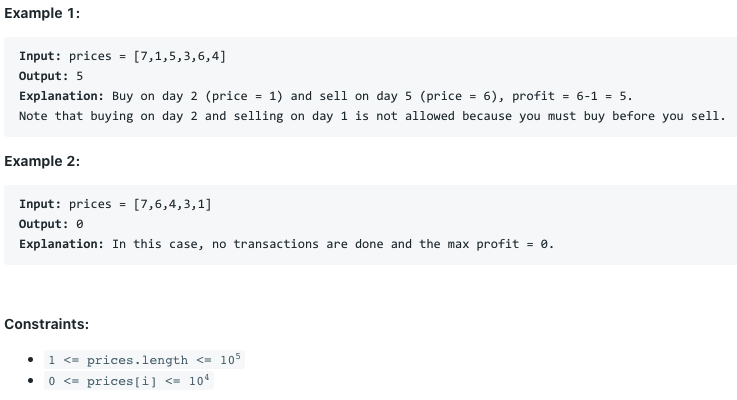 Example 1:
Input: prices = [7,1,5,3,6,4]
Output: 5
Explanation: Buy on day 2 (price = 1) and sell on day 5 (price = 6), profit = 6-1 = 5.
Note that buying on day 2 and selling on day 1 is not allowed because you must buy before you sell.
Example 2:
Input: prices = [7,6,4,3,1]
Output: 0
Explanation: In this case, no transactions are done and the max profit = 0.
Constraints:
• 1 <= prices.length <= 10⁵
• 0 <= prices[i] <= 10⁴